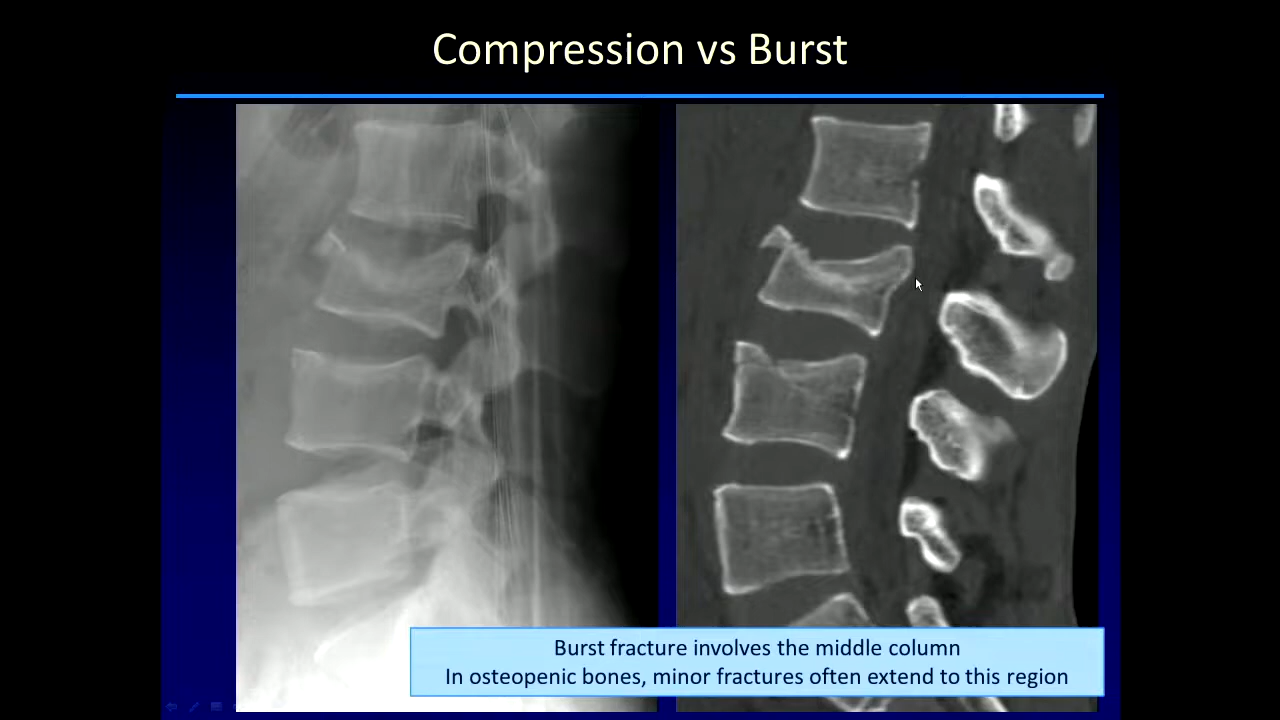 Compression vs Burst
Burst fracture involves the middle column
In osteopenic bones, minor fractures often extend to this region